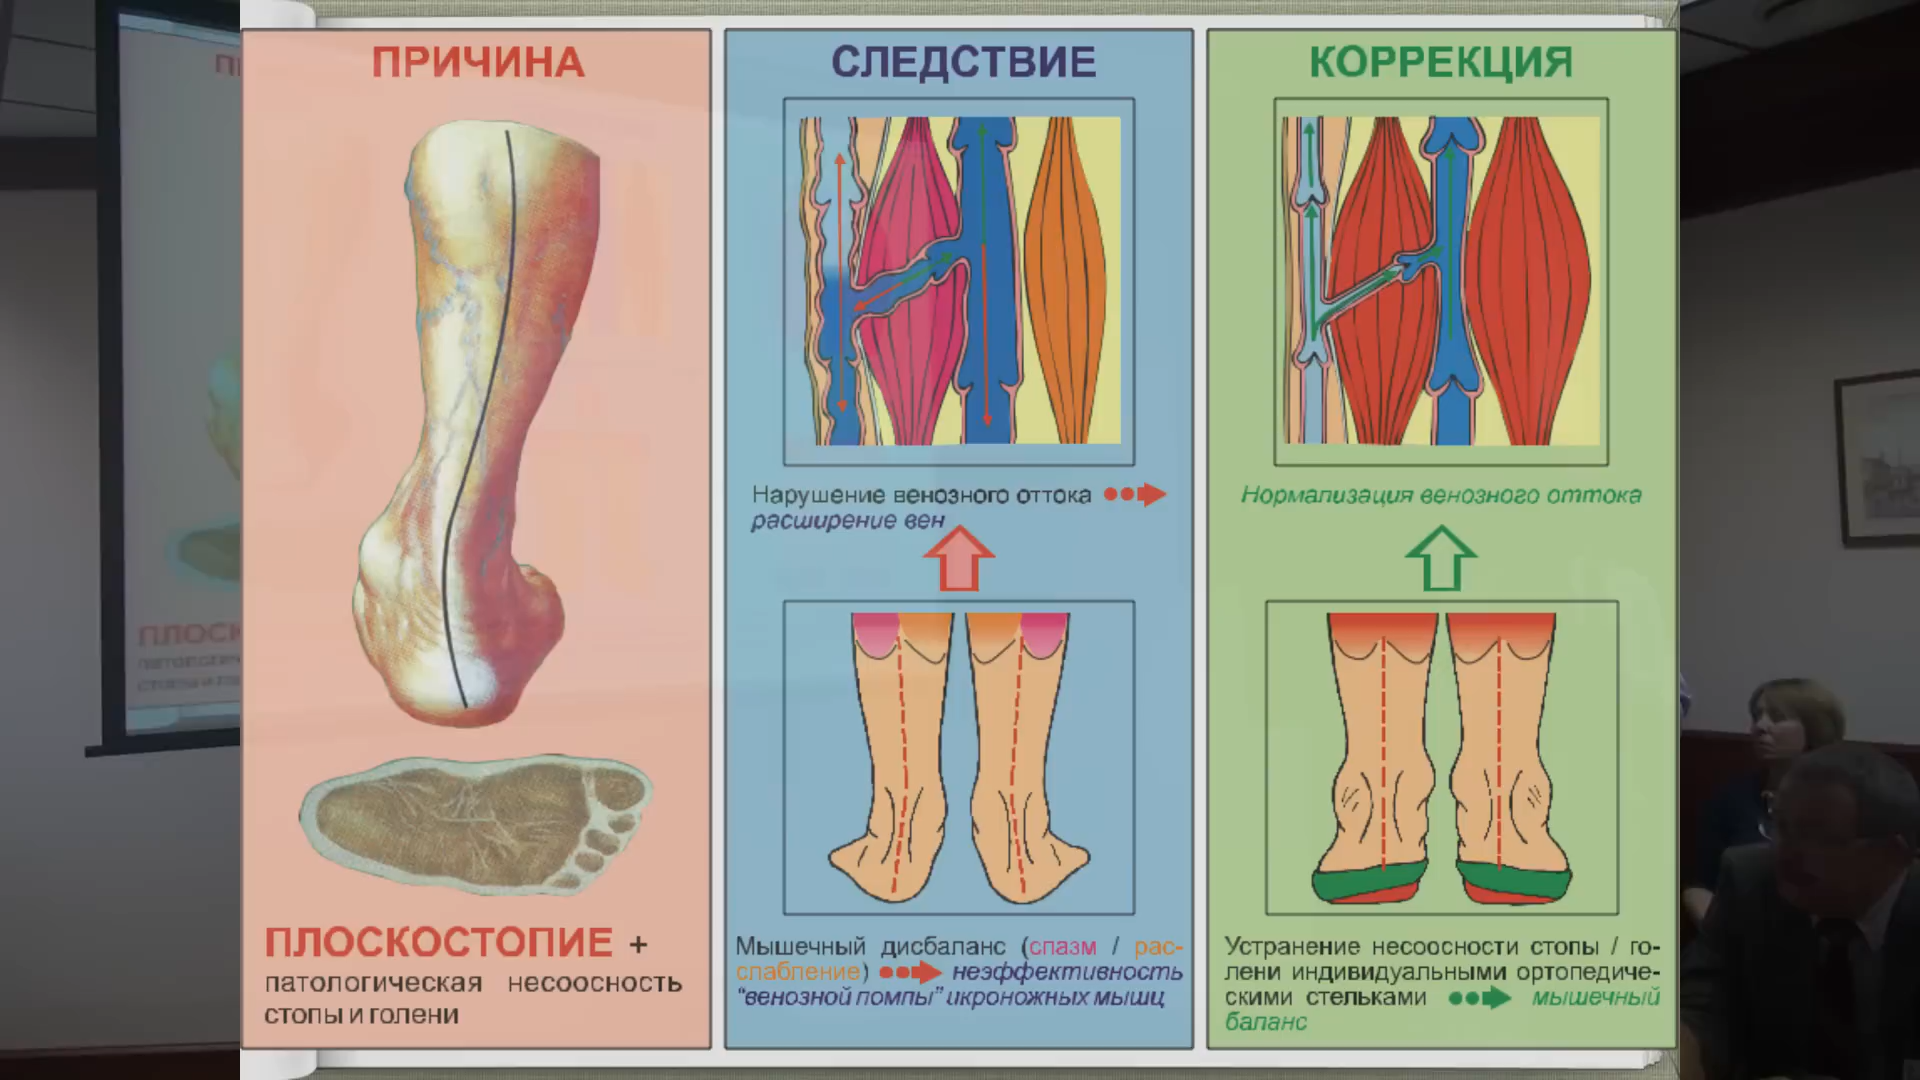 ПРИЧИНА
ПЛОСКОСТОПИЕ +
патологическая несоосность
стопы и голени
СЛЕДСТВИЕ
Нарушение венозного оттока
расширение вен
Мышечный дисбаланс (спазм / рас-
слабление) неэффективность
"венозной помпы" икроножных мышц
КОРРЕКЦИЯ
Нормализация венозного оттока
Устранение несоосности стопы / го-
лени индивидуальными ортопедиче-
скими стельками мышечный
баланс